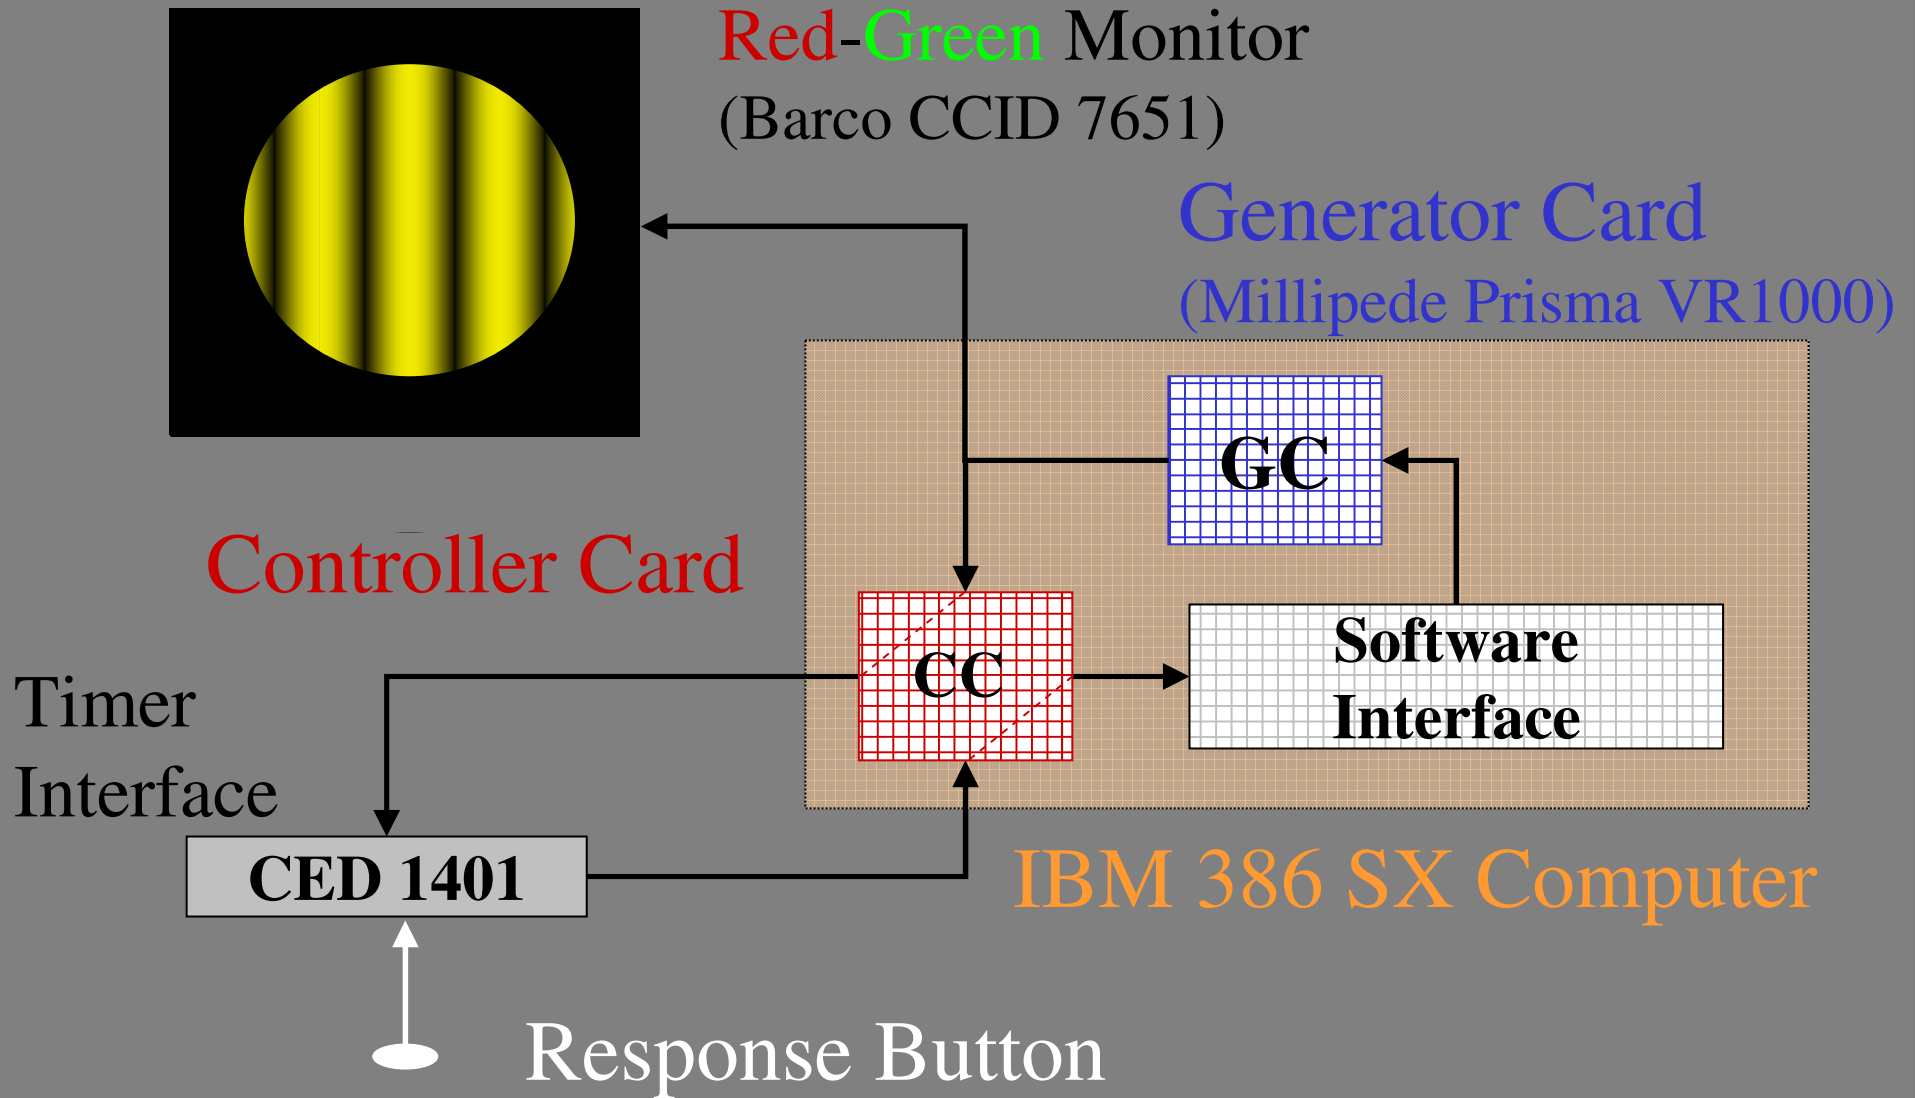 Red-Green Monitor
(Barco CCID 7651)
Generator Card
(Millipede Prisma VR1000)
GC
Controller Card
CC
Software
Interface
Timer
Interface
CED 1401
IBM 386 SX Computer
Response Button